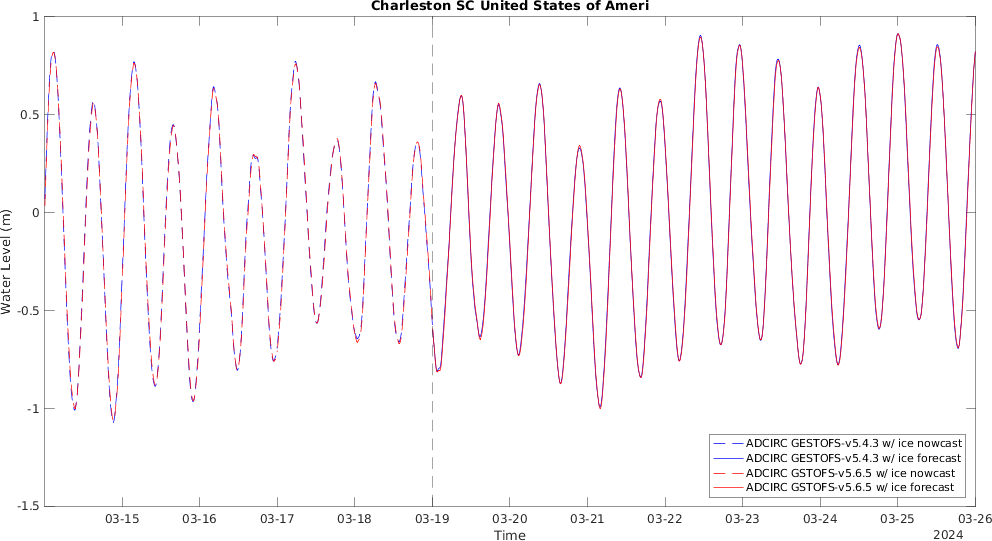 Charleston SC United States of Ameri
1
0.5
0
-0.5
-1
-1.5
Water Level (m)
03-15 03-16 03-17 03-18 03-19 03-20 03-21 03-22 03-23 03-24 03-25 03-26
Time
2024
ADCIRC GESTOFS-v5.4.3 w/ ice nowcast
ADCIRC GESTOFS-v5.4.3 w/ ice forecast
ADCIRC GSTOFS-v5.6.5 w/ ice nowcast
ADCIRC GSTOFS-v5.6.5 w/ ice forecast